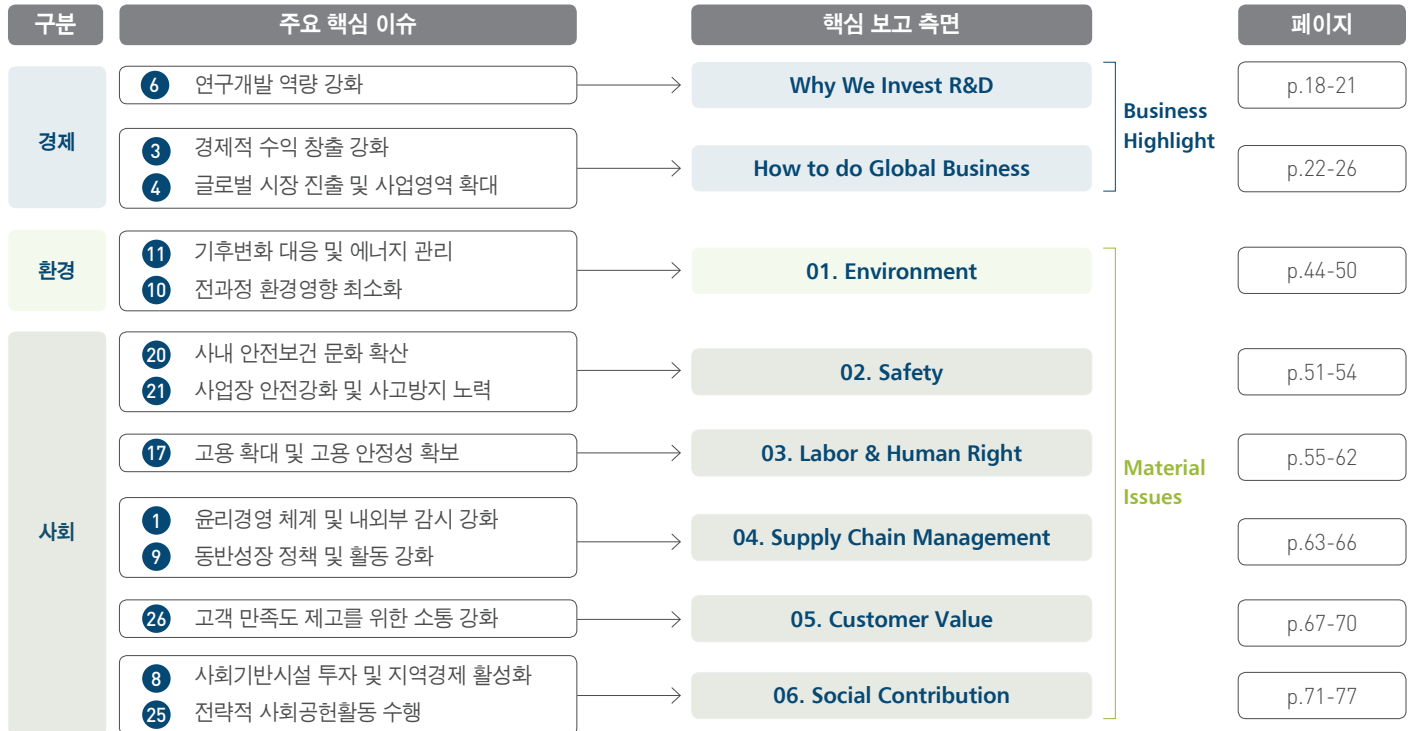 구분 주요 핵심 이슈 핵심 보고 측면 페이지
경제
6 연구개발 역량 강화
Why We Invest R&D
p.18-21
3 경제적 수익 창출 강화
4 글로벌 시장 진출 및 사업영역 확대
How to do Global Business
p.22-26
Business
Highlight
환경
11 기후변화 대응 및 에너지 관리
10 전과정 환경영향 최소화
01. Environment
p.44-50
사회
20 사내 안전보건 문화 확산
21 사업장 안전강화 및 사고방지 노력
02. Safety
p.51-54
17 고용 확대 및 고용 안정성 확보
03. Labor & Human Right
p.55-62
Material
Issues
1 윤리경영 체계 및 내외부 감시 강화
9 동반성장 정책 및 활동 강화
04. Supply Chain Management
p.63-66
26 고객 만족도 제고를 위한 소통 강화
05. Customer Value
p.67-70
8 사회기반시설 투자 및 지역경제 활성화
25 전략적 사회공헌활동 수행
06. Social Contribution
p.71-77